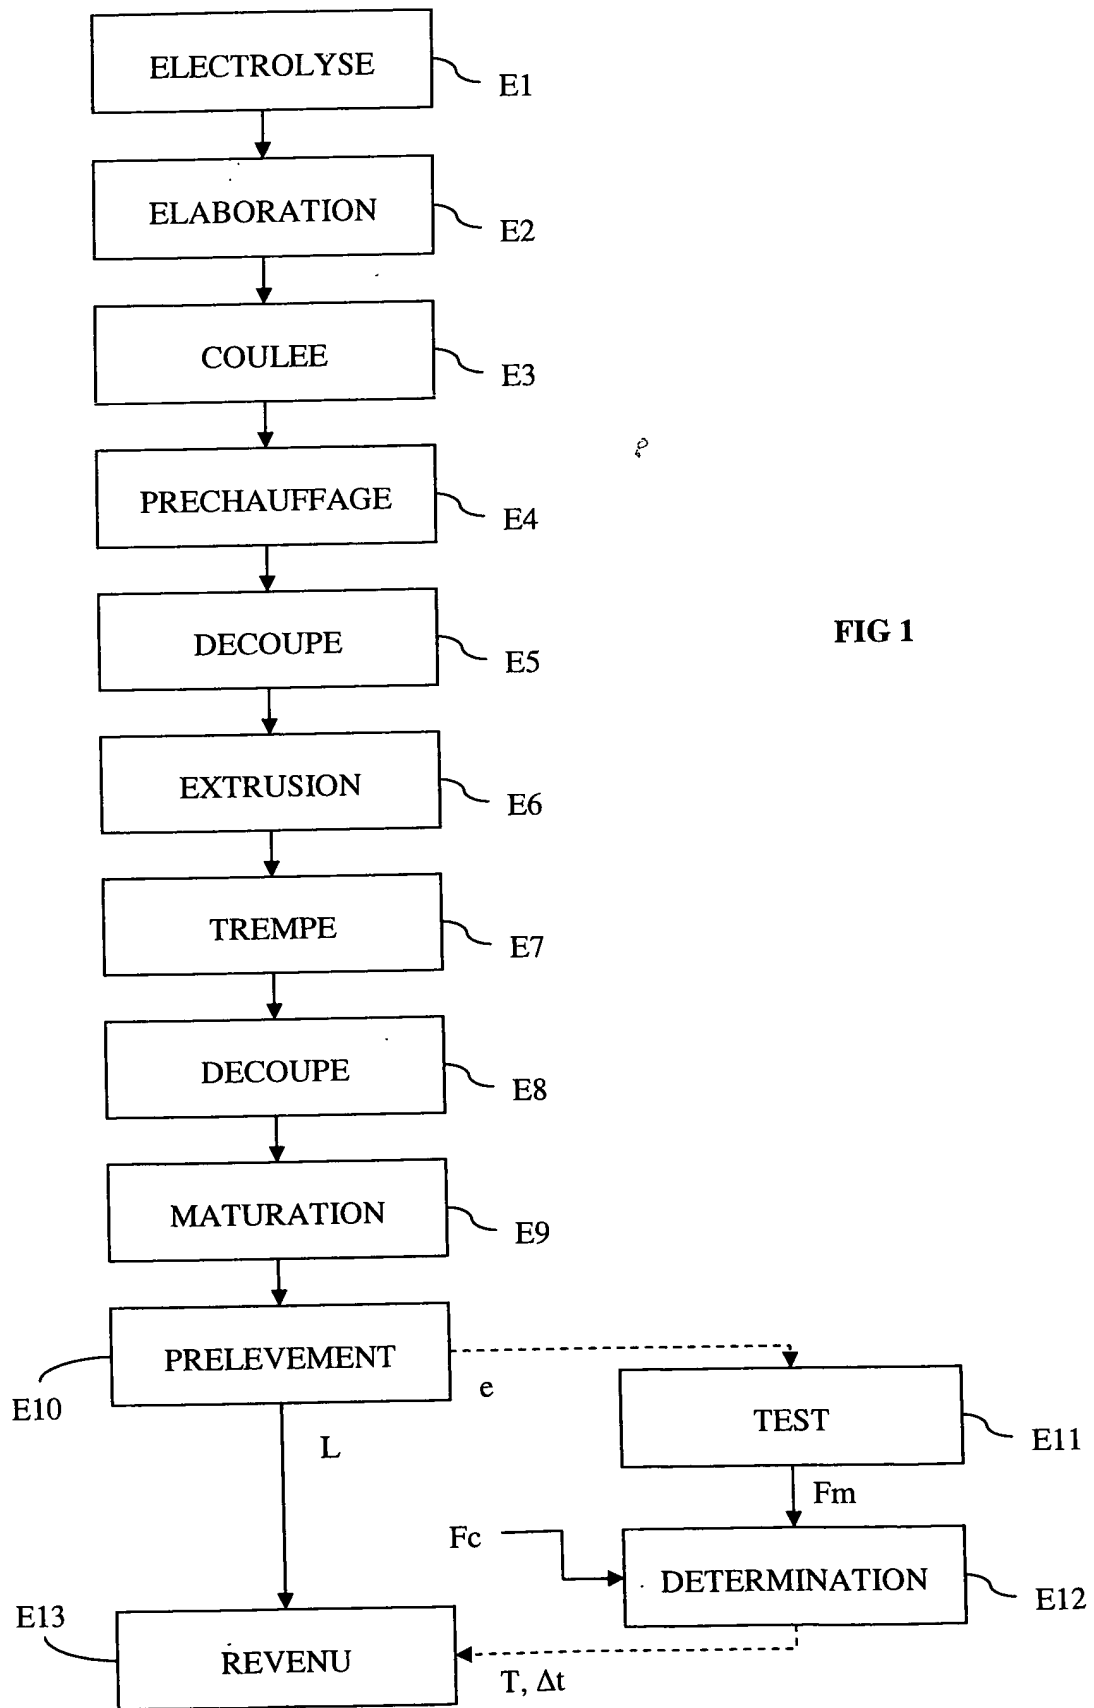 ELECTROLYSE
E1
ELABORATION
E2
COULEE
E3
PRECHAUFFAGE
E4
DECOUPE
E5
FIG 1
EXTRUSION
E6
TREMPE
E7
DECOUPE
E8
MATURATION
E9
PRELEVEMENT
E10
e
L
TEST
E11
Fm
Fc
DETERMINATION
E12
E13
REVENU
T, Δt